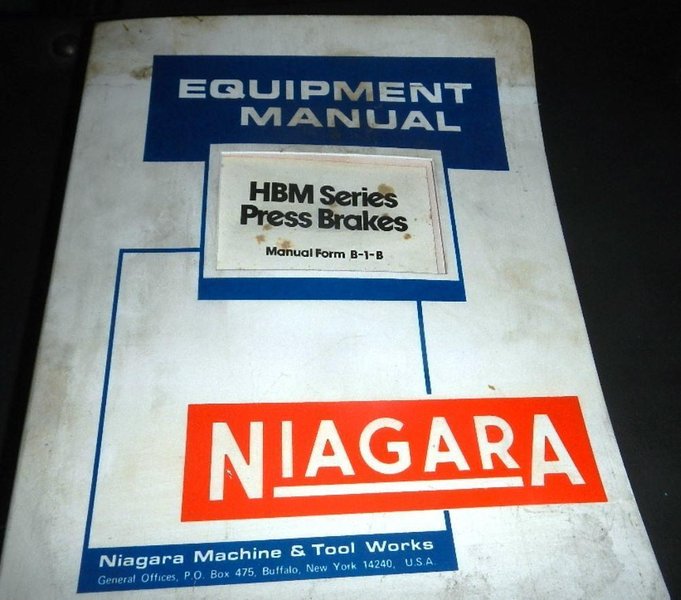 EQUIPMENT
MANUAL
HBM Series
Press Brakes
Manual Form B-1-B
NIAGARA
Niagara Machine & Tool Works
General Offices, P.O. Box 475, Buffalo, New York 14240, U.S.A.